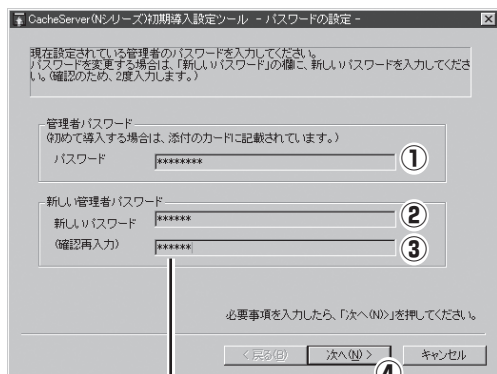 CacheServer(Nシリーズ)初期導入設定ツール - パスワードの設定 -
現在設定されている管理者のパスワードを入力してください。
パスワードを変更する場合は、「新しいパスワード」の欄に、新しいパスワードを入力してくださ
い。(確認のため、2度入力します。)
管理者パスワード
(初めて導入する場合は、添付のカードに記載されています。)
パスワード ******** ①
新しい管理者パスワード
新しいパスワード ****** ②
(確認再入力) ****** ③
必要事項を入力したら、「次へ(N)>」を押してください。
< 戻る(B) 次へ(N) > キャンセル
④